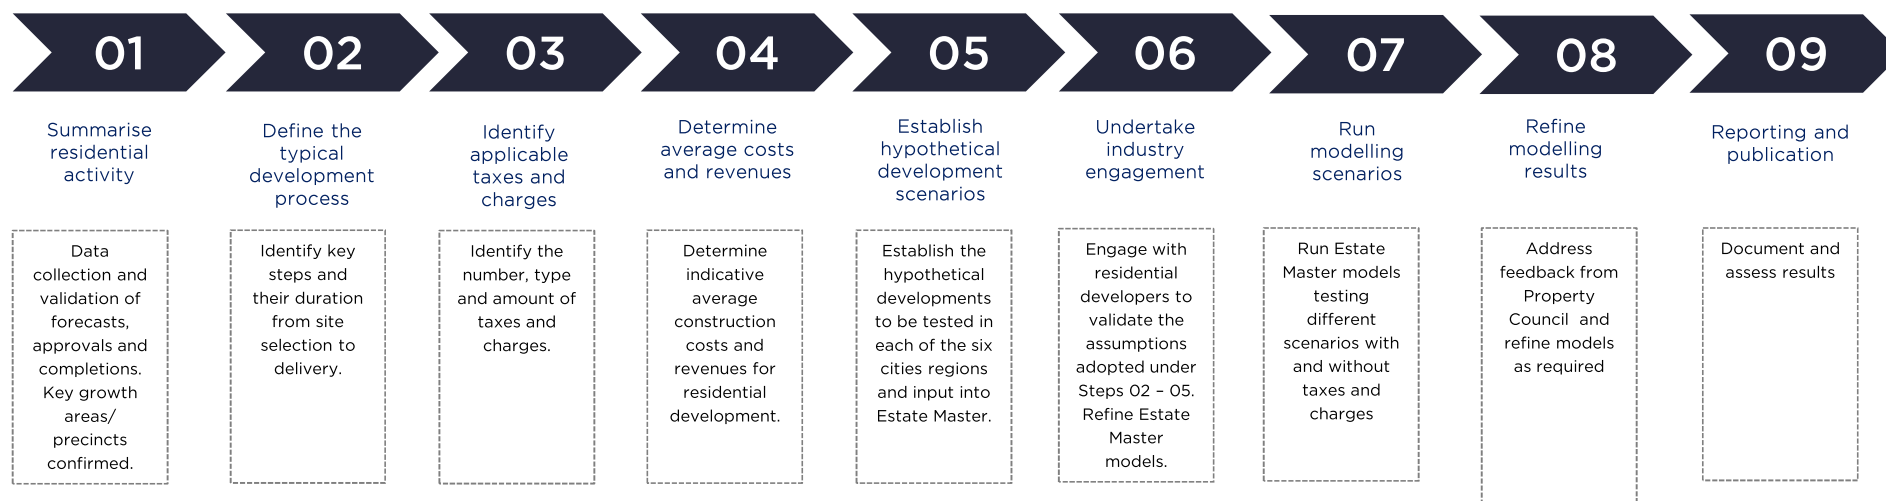 01
02
03
04
05
06
07
08
09
Summarise
residential
activity
Define the
typical
development
process
Identify
applicable
taxes and
charges
Determine
average costs
and revenues
Establish
hypothetical
development
scenarios
Undertake
industry
engagement
Run
modelling
scenarios
Refine
modelling
results
Reporting and
publication
Data
collection and
validation of
forecasts,
approvals and
completions.
Key growth
areas/
precincts
confirmed.
Identify key
steps and
their duration
from site
selection to
delivery.
Identify the
number, type
and amount of
taxes and
charges.
Determine
indicative
average
construction
costs and
revenues for
residential
development.
Establish the
hypothetical
developments
to be tested in
each of the six
cities regions
and input into
Estate Master.
Engage with
residential
developers to
validate the
assumptions
adopted under
Steps 02 – 05.
Refine Estate
Master
models.
Run Estate
Master models
testing
different
scenarios with
and without
taxes and
charges
Address
feedback from
Property
Council and
refine models
as required
Document and
assess results